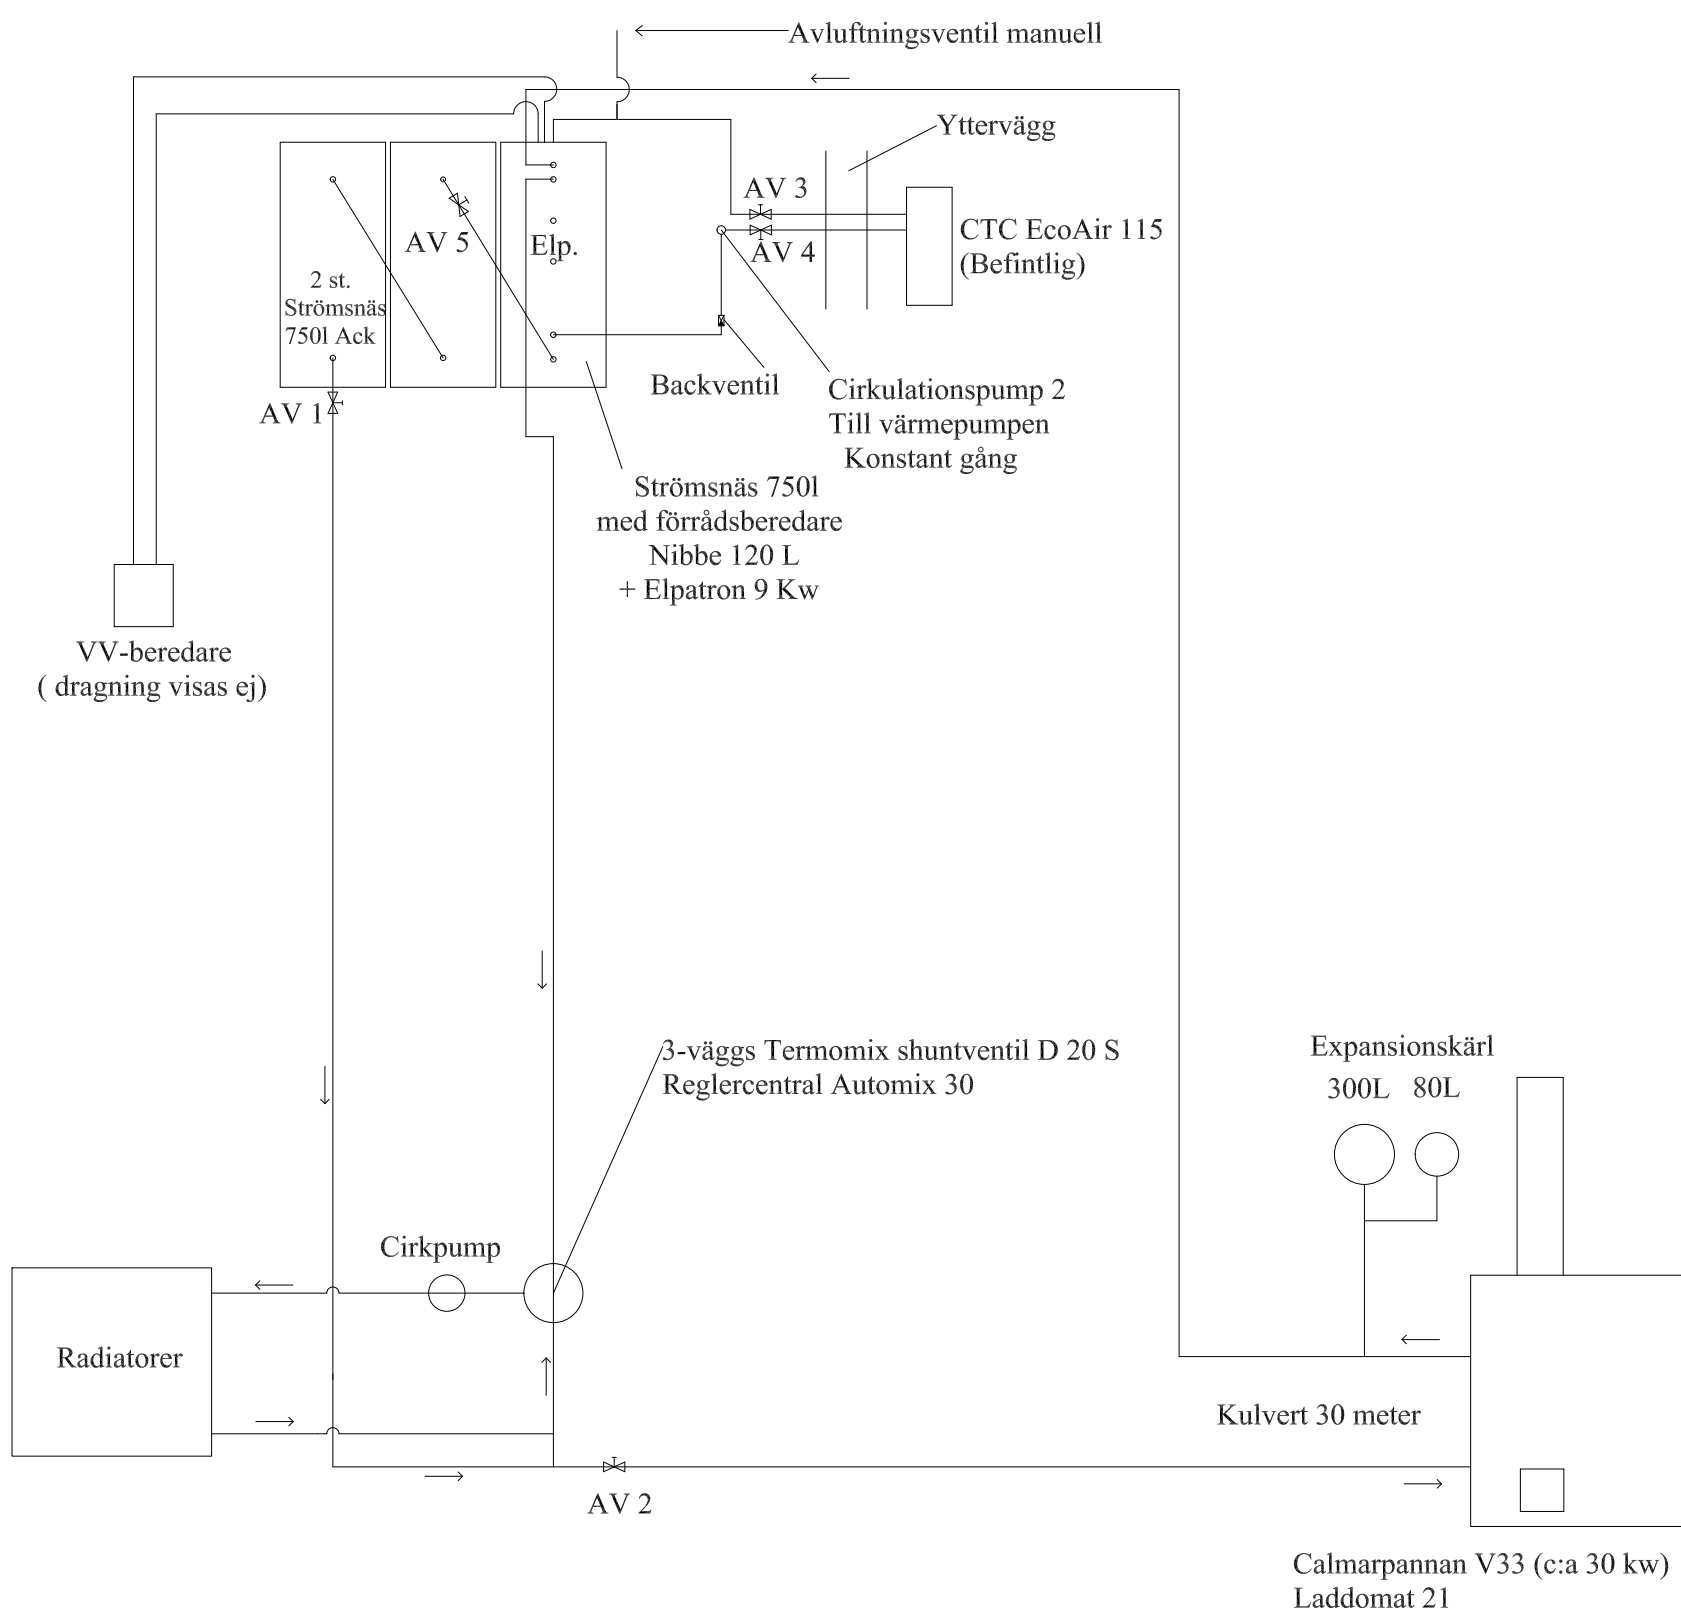 Avluftningsventil manuell
Yttervägg
AV 3
AV 4
CTC EcoAir 115
(Befintlig)
AV 5
Elp.
2 st.
Strömsnäs
750l Ack
AV 1
Backventil
Cirkulationspump 2
Till värmepumpen
Konstant gång
Strömsnäs 750l
med förrådsberedare
Nibbe 120 L
+ Elpatron 9 Kw
VV-beredare
( dragning visas ej)
3-väggs Termomix shuntventil D 20 S
Reglercentral Automix 30
Expansionskärl
300L 80L
Cirkpump
Radiatorer
Kulvert 30 meter
AV 2
Calmarpannan V33 (c:a 30 kw)
Laddomat 21